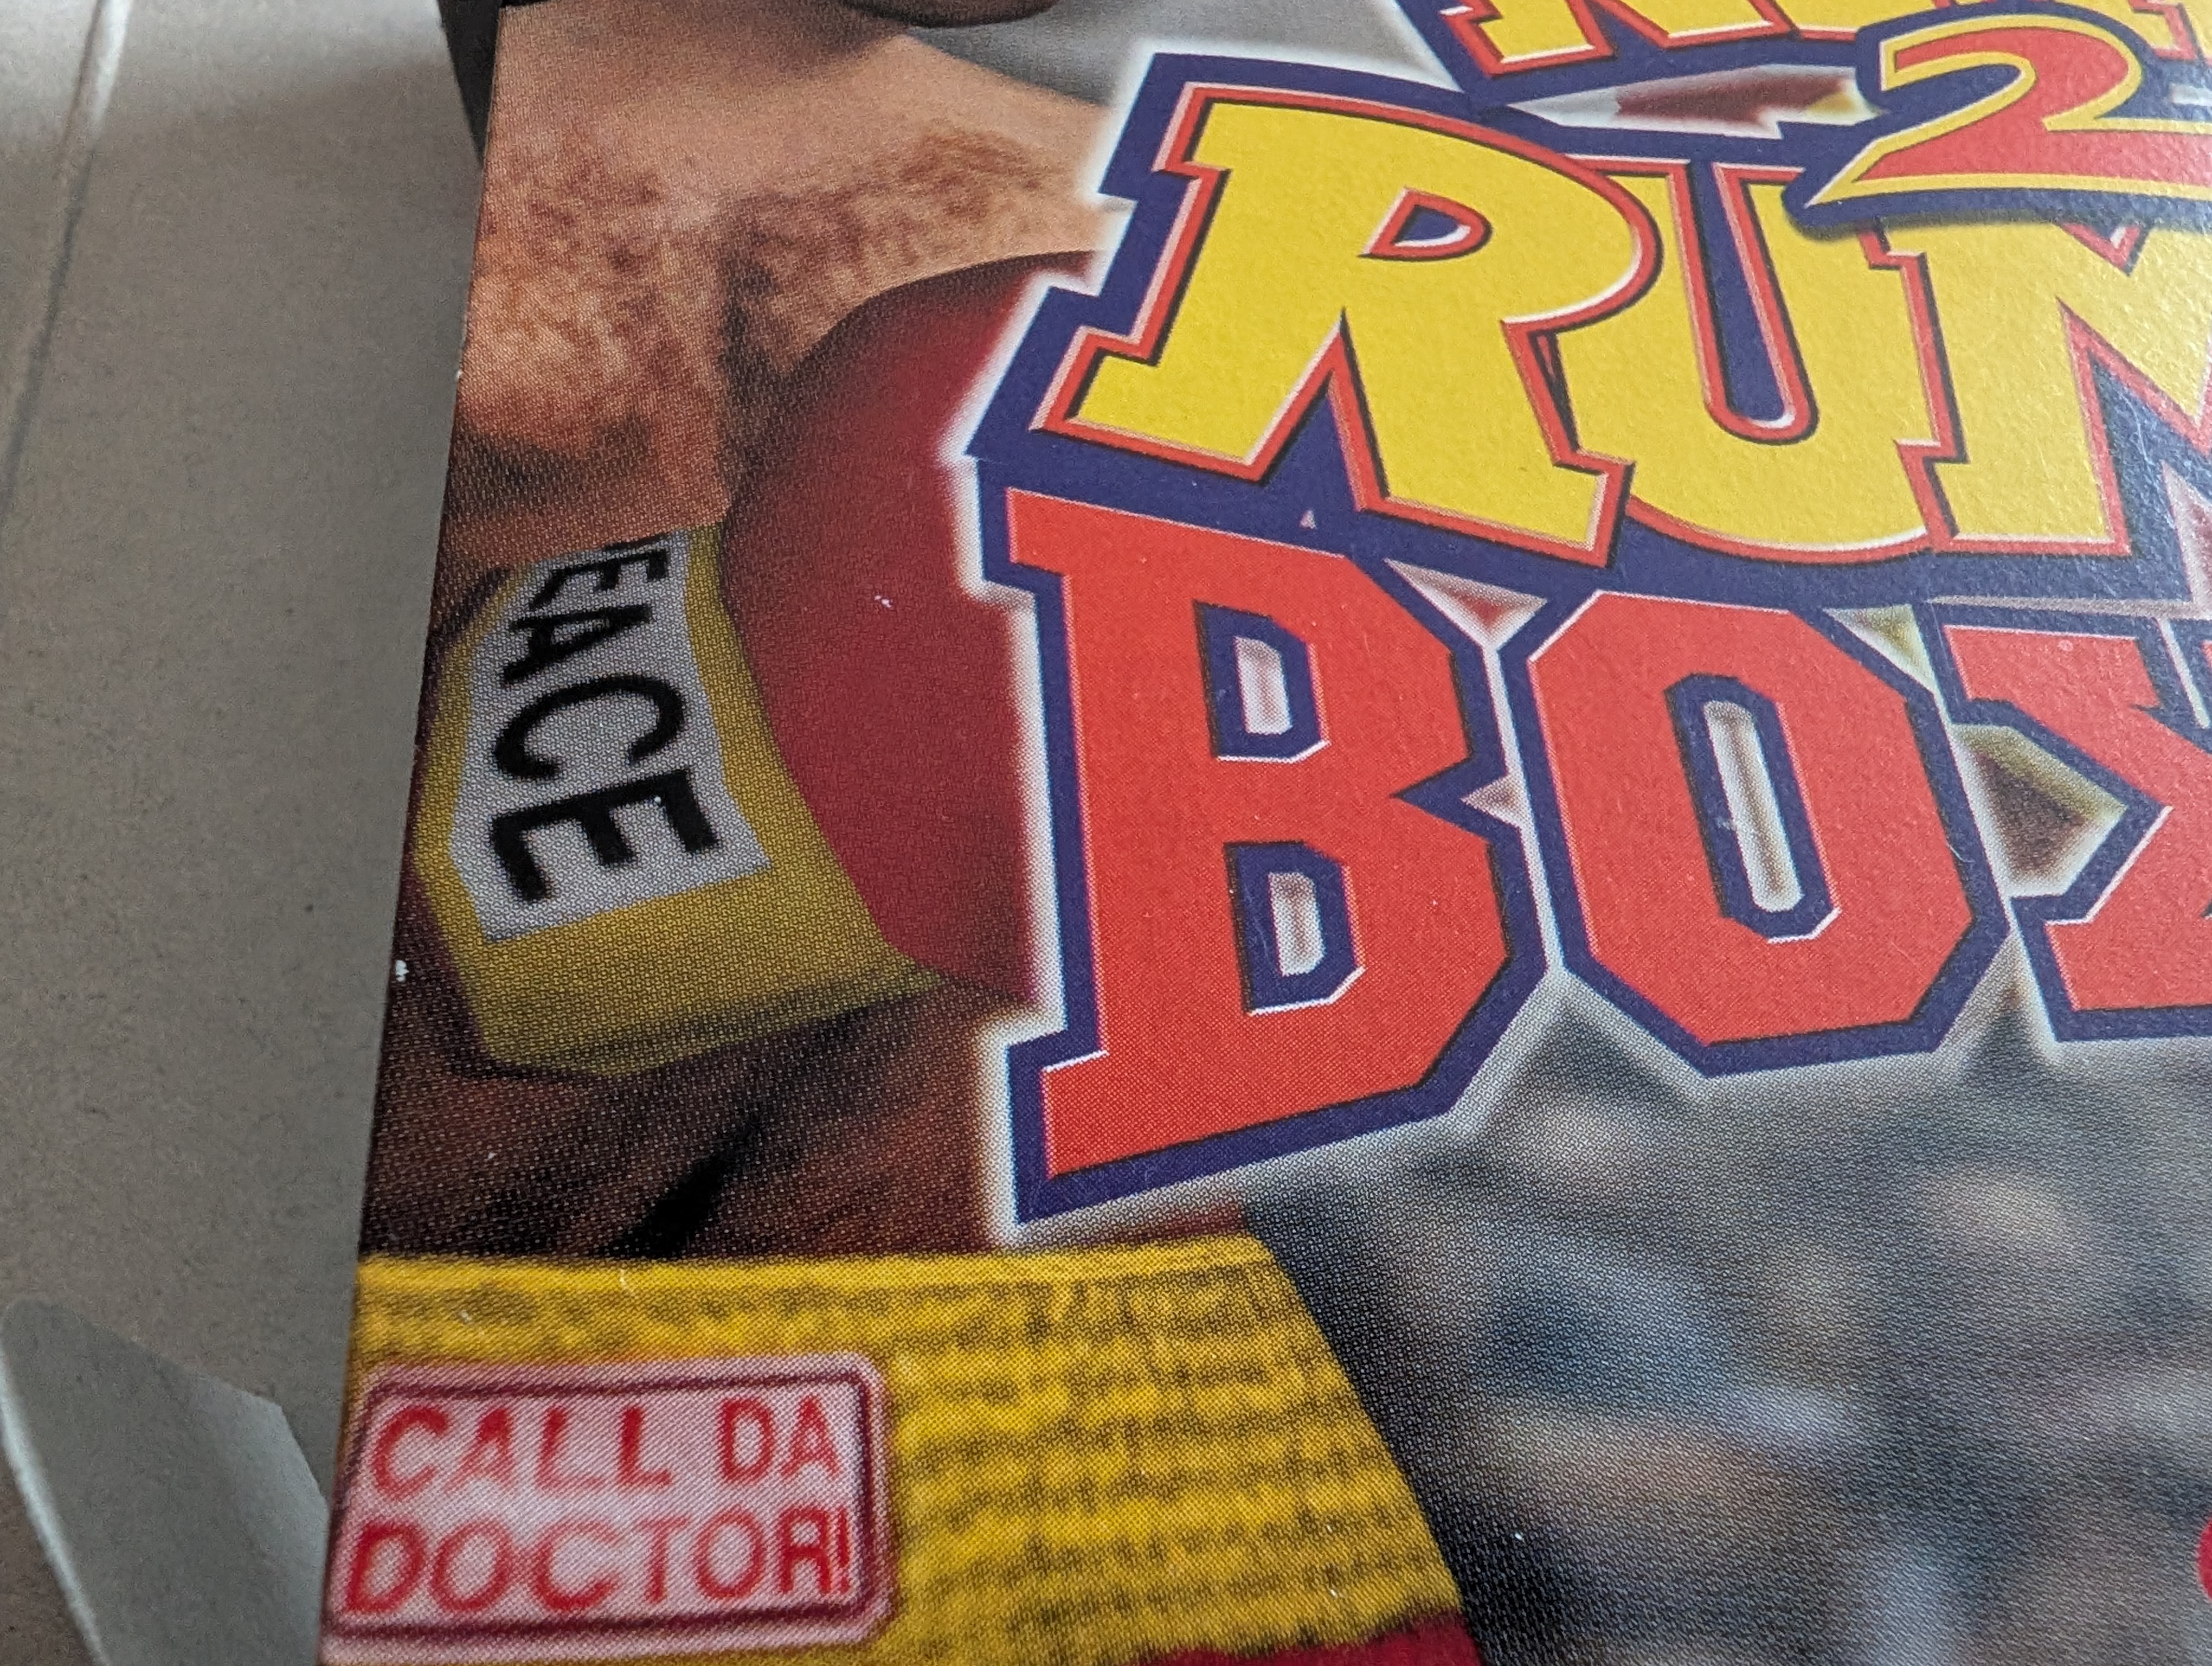 2
RUM
BOX
EACE
CALL DA
DOCTOR!